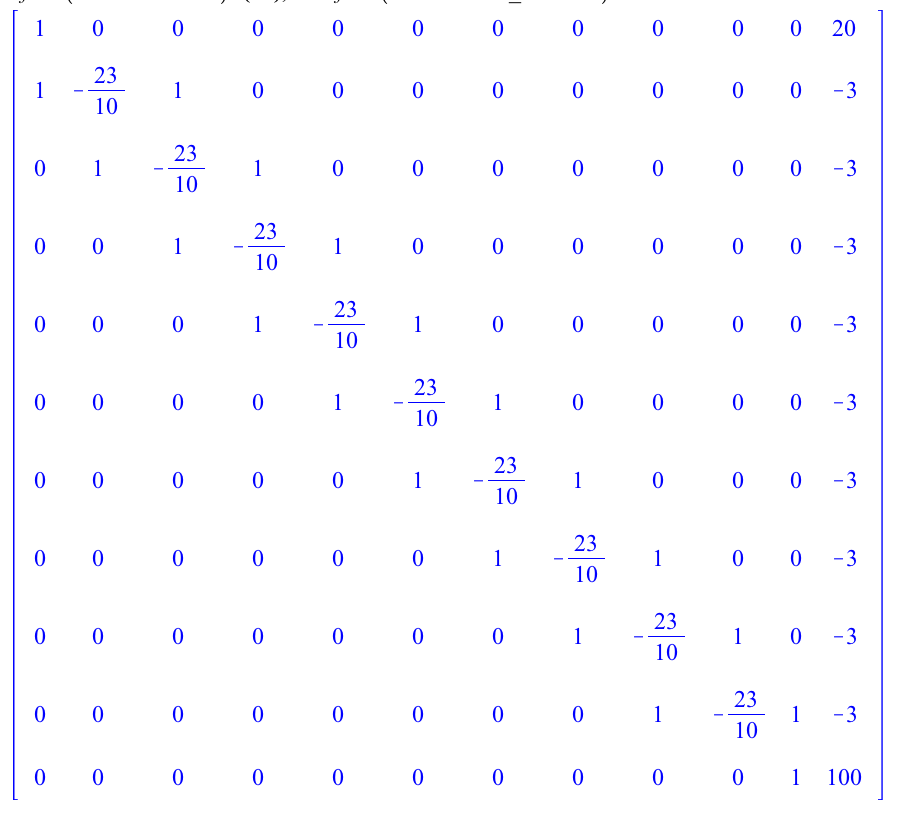 1 0 0 0 0 0 0 0 0 0 0 20
1 -23/10 1 0 0 0 0 0 0 0 0 -3
0 1 -23/10 1 0 0 0 0 0 0 0 -3
0 0 1 -23/10 1 0 0 0 0 0 0 -3
0 0 0 1 -23/10 1 0 0 0 0 0 -3
0 0 0 0 1 -23/10 1 0 0 0 0 -3
0 0 0 0 0 1 -23/10 1 0 0 0 -3
0 0 0 0 0 0 1 -23/10 1 0 0 -3
0 0 0 0 0 0 0 1 -23/10 1 0 -3
0 0 0 0 0 0 0 0 1 -23/10 1 -3
0 0 0 0 0 0 0 0 0 0 1 100